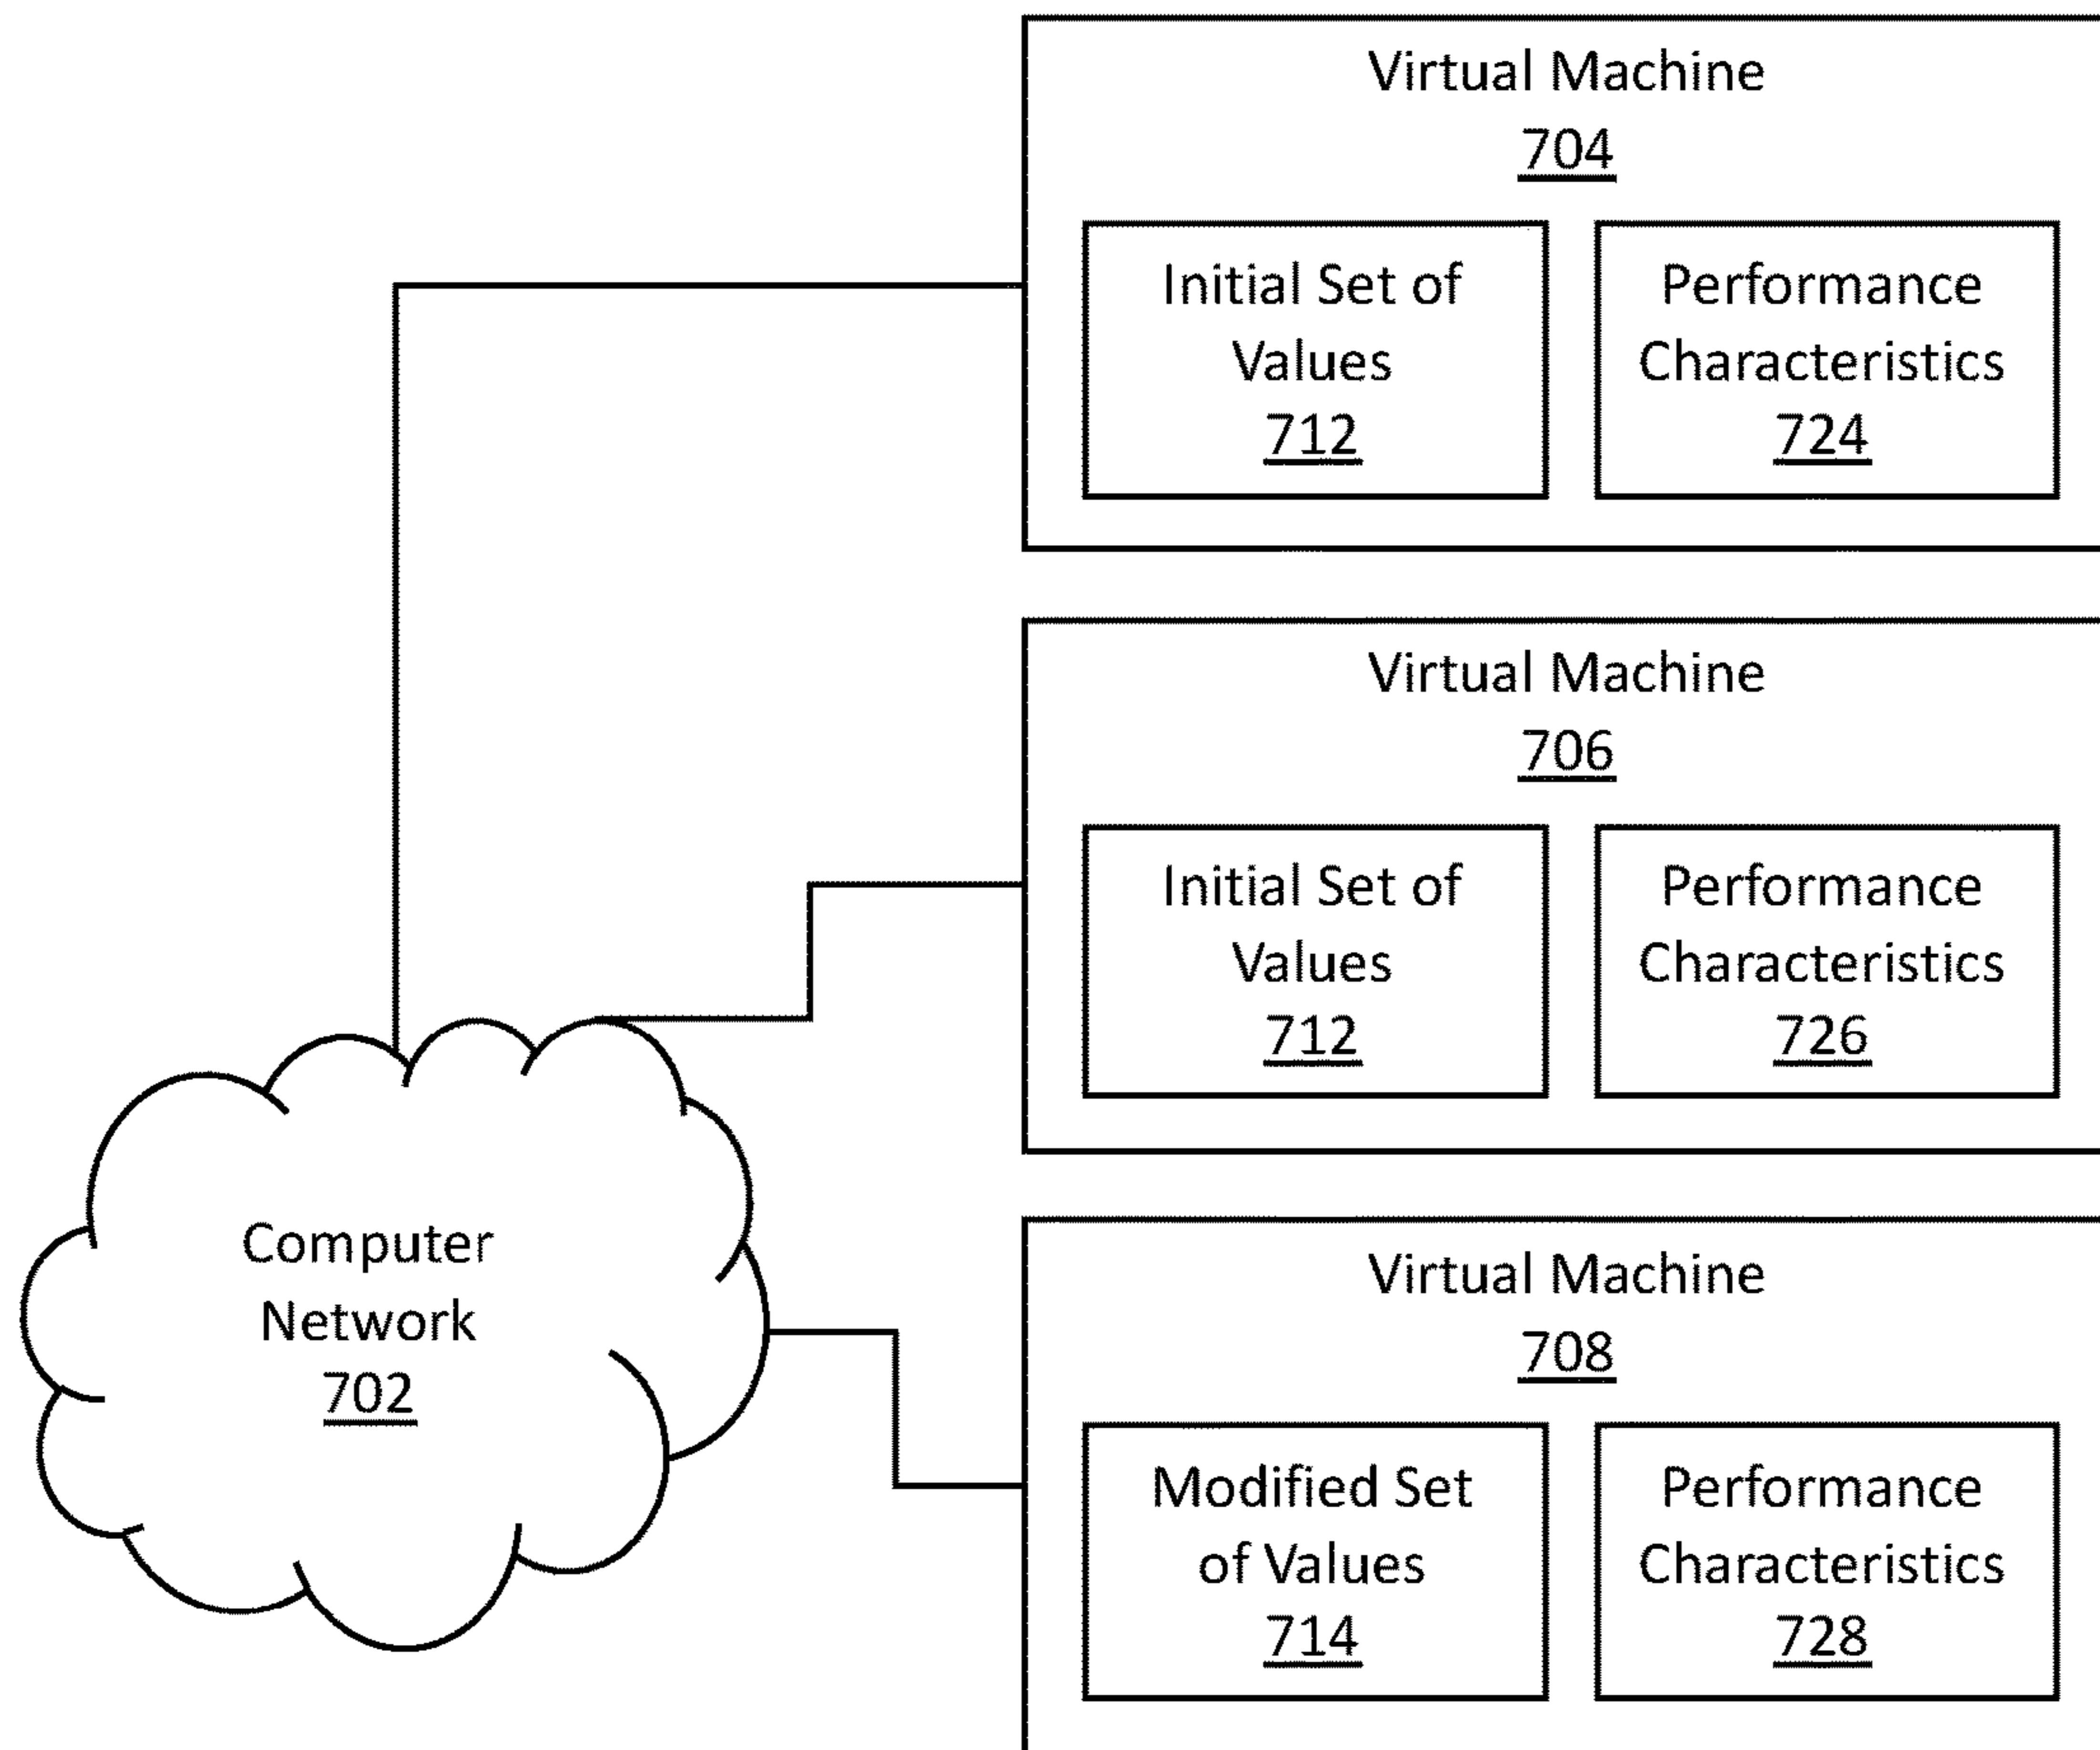 Virtual Machine
704
Initial Set of
Values
712
Performance
Characteristics
724
Virtual Machine
706
Initial Set of
Values
712
Performance
Characteristics
726
Computer
Network
702
Virtual Machine
708
Modified Set
of Values
714
Performance
Characteristics
728